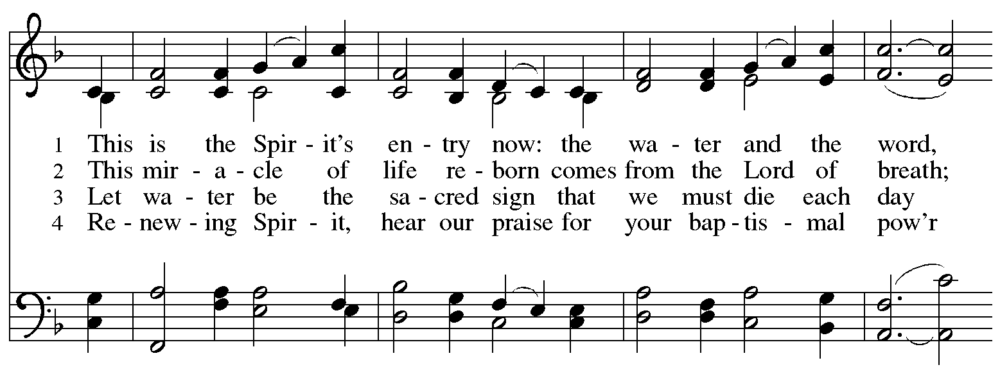 1 This is the Spir - it's en - try now: the wa - ter and the word,
2 This mir - a - cle of life re - born comes from the Lord of breath;
3 Let wa - ter be the sa - cred sign that we must die each day
4 Re - new - ing Spir - it, hear our praise for your bap - tis - mal pow'r